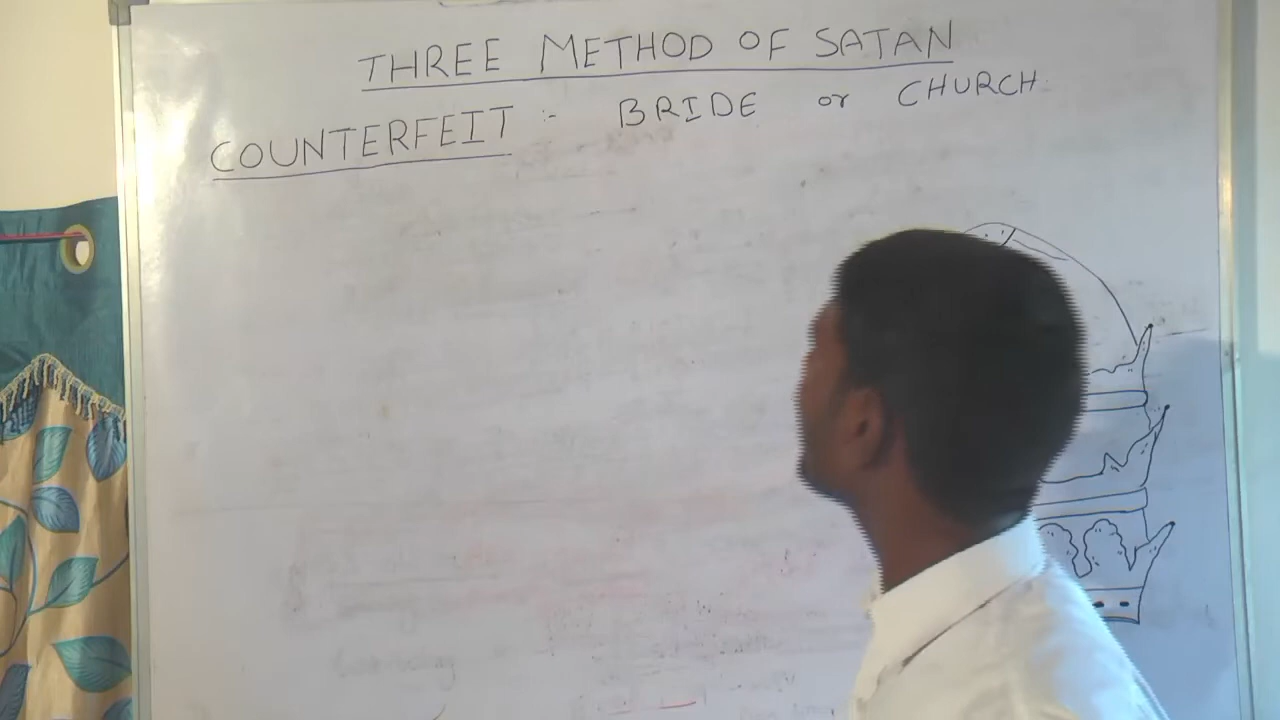 THREE METHOD OF SATAN
COUNTERFEIT :- BRIDE or CHURCH